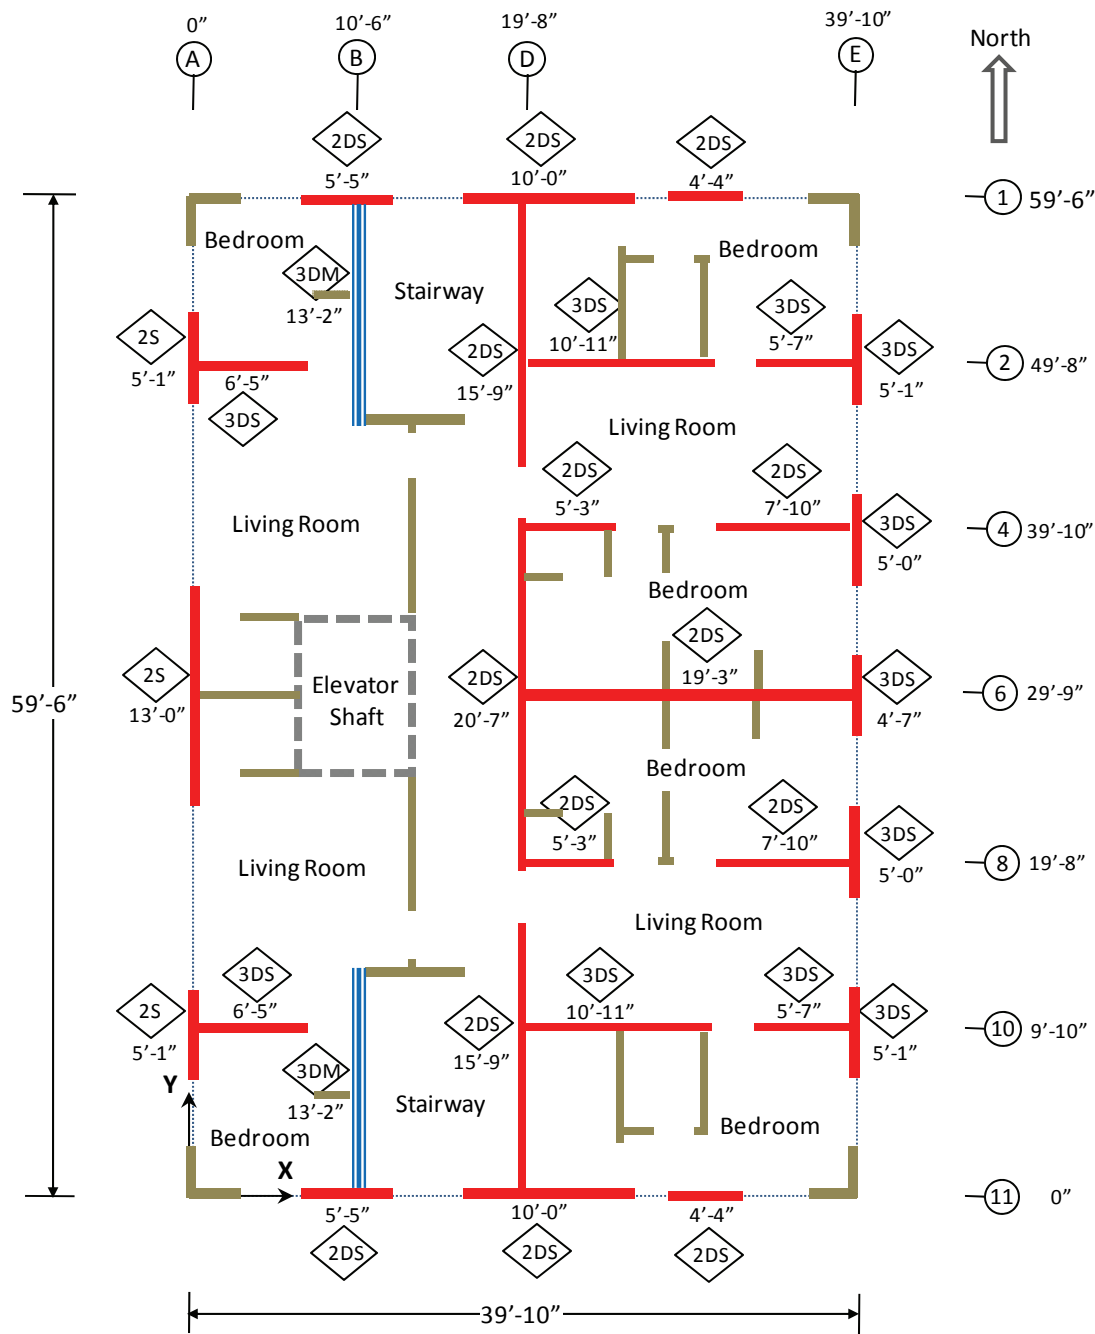 0” 10’-6” 19’-8” 39’-10”
A B D E
North
2DS 2DS 2DS
5’-5” 10’-0” 4’-4”
1 59’-6”
Bedroom Bedroom
3DM
13’-2”
Stairway
3DS 3DS
10’-11” 5’-7”
2S
5’-1”
2DS
15’-9”
3DS
5’-1”
2 49’-8”
6’-5”
3DS
Living Room
2DS 2DS
5’-3” 7’-10”
Living Room
3DS
5’-0”
4 39’-10”
Bedroom
2DS
19’-3”
59’-6”
2S
13’-0”
Elevator
Shaft
2DS
20’-7”
3DS
4’-7”
6 29’-9”
Bedroom
2DS 2DS
5’-3” 7’-10”
3DS
5’-0”
8 19’-8”
Living Room
Living Room
3DS 3DS 3DS
6’-5” 10’-11” 5’-7”
2S
5’-1”
2DS
15’-9”
3DS
5’-1”
10 9’-10”
3DM
13’-2”
Stairway
Y
Bedroom Bedroom
X
11 0”
5’-5” 10’-0” 4’-4”
2DS 2DS 2DS
39’-10”